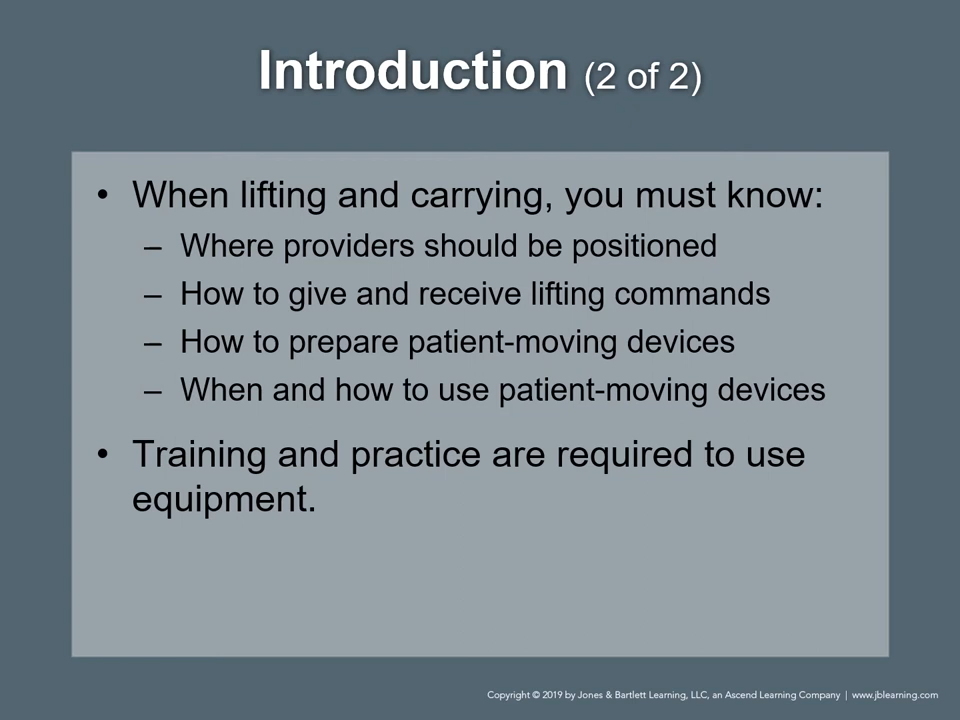 Introduction (2 of 2)
• When lifting and carrying, you must know:
– Where providers should be positioned
– How to give and receive lifting commands
– How to prepare patient-moving devices
– When and how to use patient-moving devices
• Training and practice are required to use
equipment.
Copyright © 2019 by Jones & Bartlett Learning, LLC, an Ascend Learning Company | www.jblearning.com